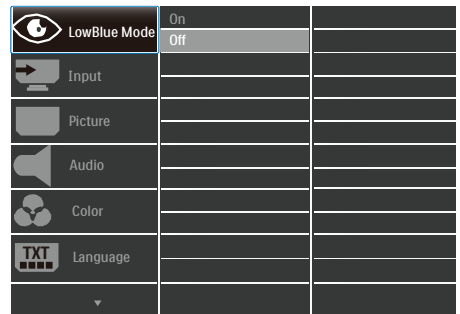 LowBlue Mode
On
Off
Input
Picture
Audio
Color
TXT
Language